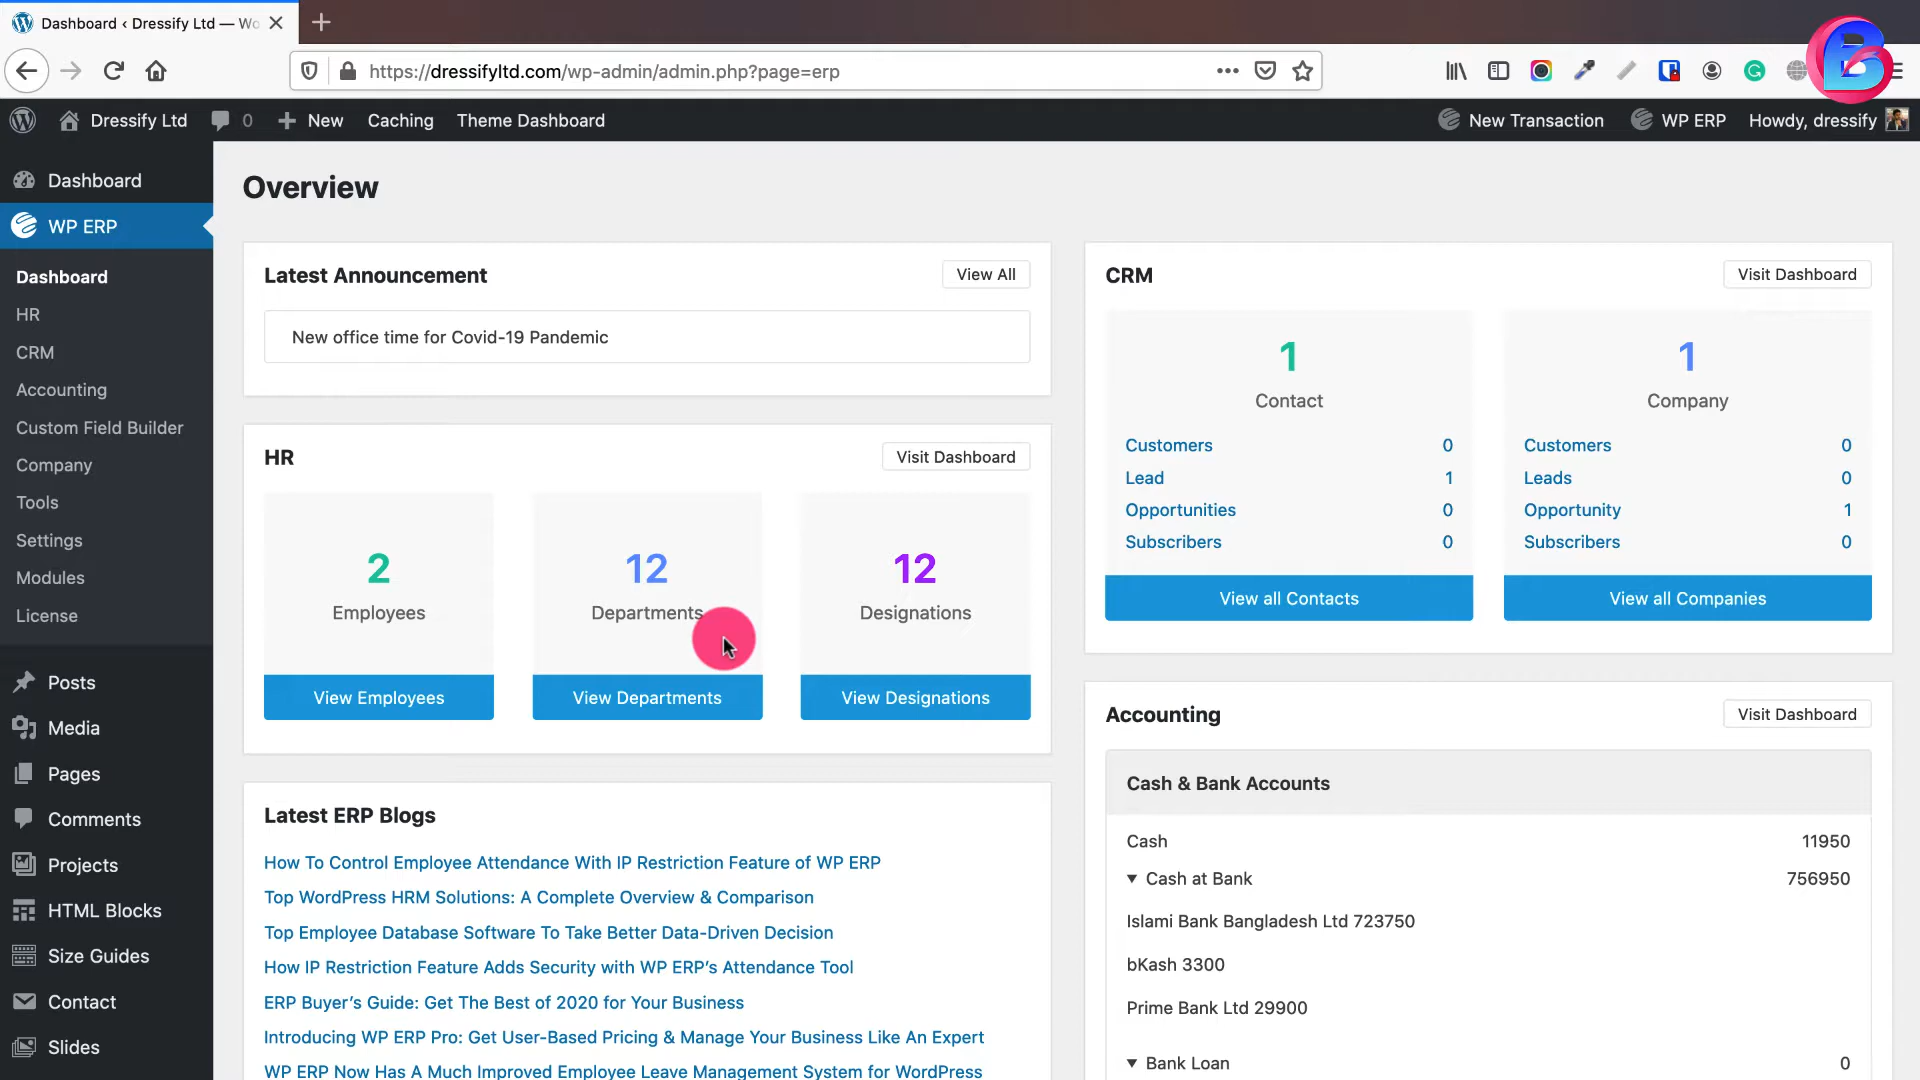 Dashboard ‹ Dressify Ltd — Wo
https://dressifyltd.com/wp-admin/admin.php?page=erp
Dressify Ltd 0 New Caching Theme Dashboard New Transaction WP ERP Howdy, dressify
Dashboard
WP ERP
Dashboard
HR
CRM
Accounting
Custom Field Builder
Company
Tools
Settings
Modules
License
Posts
Media
Pages
Comments
Projects
HTML Blocks
Size Guides
Contact
Slides
Overview
Latest Announcement View All
New office time for Covid-19 Pandemic
HR Visit Dashboard
2 12 12
Employees Departments Designations
View Employees View Departments View Designations
Latest ERP Blogs
How To Control Employee Attendance With IP Restriction Feature of WP ERP
Top WordPress HRM Solutions: A Complete Overview & Comparison
Top Employee Database Software To Take Better Data-Driven Decision
How IP Restriction Feature Adds Security with WP ERP’s Attendance Tool
ERP Buyer’s Guide: Get The Best of 2020 for Your Business
Introducing WP ERP Pro: Get User-Based Pricing & Manage Your Business Like An Expert
WP ERP Now Has A Much Improved Employee Leave Management System for WordPress
CRM Visit Dashboard
1 1
Contact Company
Customers 0 Customers 0
Lead 1 Leads 0
Opportunities 0 Opportunity 1
Subscribers 0 Subscribers 0
View all Contacts View all Companies
Accounting Visit Dashboard
Cash & Bank Accounts
Cash 11950
Cash at Bank 756950
Islami Bank Bangladesh Ltd 723750
bKash 3300
Prime Bank Ltd 29900
Bank Loan 0
B